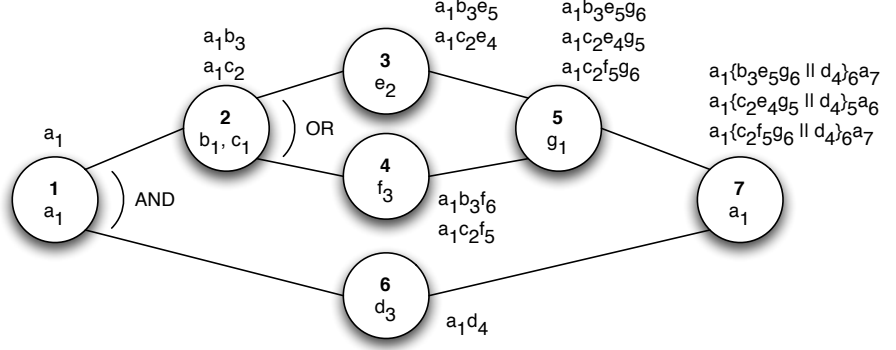 a₁b₃e₅
a₁c₂e₄
a₁b₃e₅g₆
a₁c₂e₄g₅
a₁c₂f₅g₆
a₁b₃
a₁c₂
3
e₂
a₁{b₃e₅g₆ || d₄}₆a₇
a₁{c₂e₄g₅ || d₄}₅a₆
a₁{c₂f₅g₆ || d₄}₆a₇
2
b₁, c₁
OR
5
g₁
a₁
4
f₃
1
a₁
AND
a₁b₃f₆
a₁c₂f₅
7
a₁
6
d₃
a₁d₄